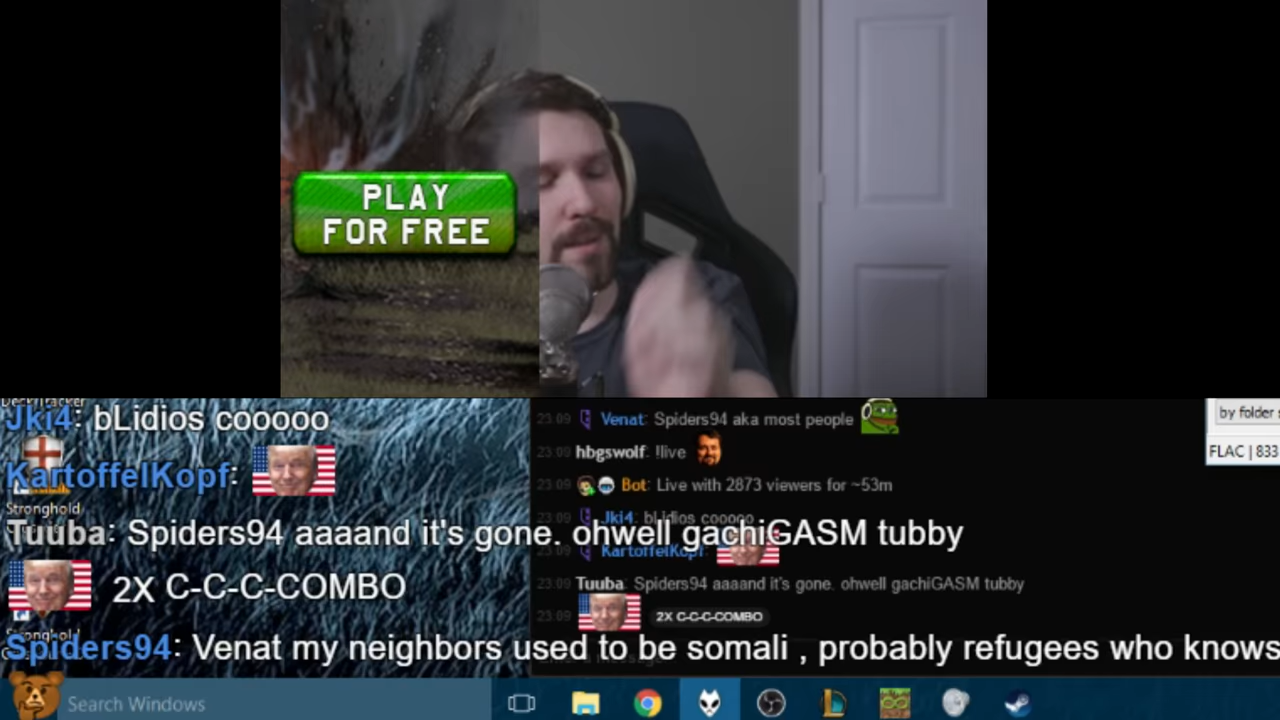 PLAY
FOR FREE
DeckTracker
Jki4: bLidios cooooo
KartoffelKopf:
Stronghold
Tuuba: Spiders94 aaaand it's gone. ohwell gachiGASM tubby
2X C-C-C-COMBO
Stronghold
Spiders94: Venat my neighbors used to be somali , probably refugees who knows
23:09 Venat: Spiders94 aka most people
23:09 hbgswolf: !live
23:09 Bot: Live with 2873 viewers for ~53m
23:09 Jki4: bLidios cooooo
23:09 KartoffelKopf:
23:09 Tuuba: Spiders94 aaaand it's gone. ohwell gachiGASM tubby
23:09 2X C-C-C-COMBO
by folder
FLAC | 833
Search Windows